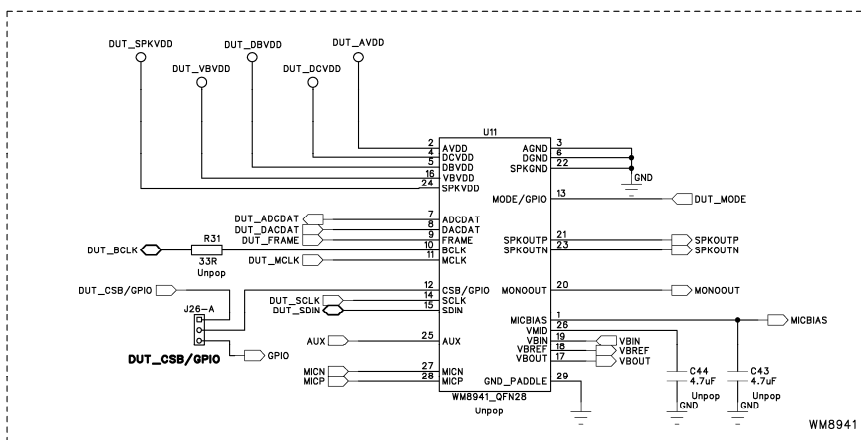 DUT_SPKVDD
DUT_VBVDD
DUT_DBVDD
DUT_DCVDD
DUT_AVDD
U11
2 AVDD
4 DCVDD
5 DBVDD
16 VBVDD
24 SPKVDD
AGND 3
DGND 6
SPKGND 22
GND
MODE/GPIO 13 DUT_MODE
DUT_ADCDAT 7 ADCDAT
DUT_DACDAT 8 DACDAT
DUT_FRAME 9 FRAME
DUT_BCLK R31 33R Unpop 10 BCLK
DUT_MCLK 11 MCLK
SPKOUTP 21 SPKOUTP
SPKOUTN 23 SPKOUTN
DUT_CSB/GPIO
J26-A
12 CSB/GPIO
DUT_SCLK 14 SCLK
DUT_SDIN 15 SDIN
MONOOUT 20 MONOOUT
DUT_CSB/GPIO
GPIO
AUX 25 AUX
MICN 27 MICN
MICP 28 MICP
MICBIAS 1 MICBIAS
VMID 26
VBIN 19 VBIN
VBREF 18 VBREF
VBOUT 17 VBOUT
GND_PADDLE 29
WM8941_QFN28
Unpop
C44
4.7uF
Unpop
GND
C43
4.7uF
Unpop
GND
WM8941